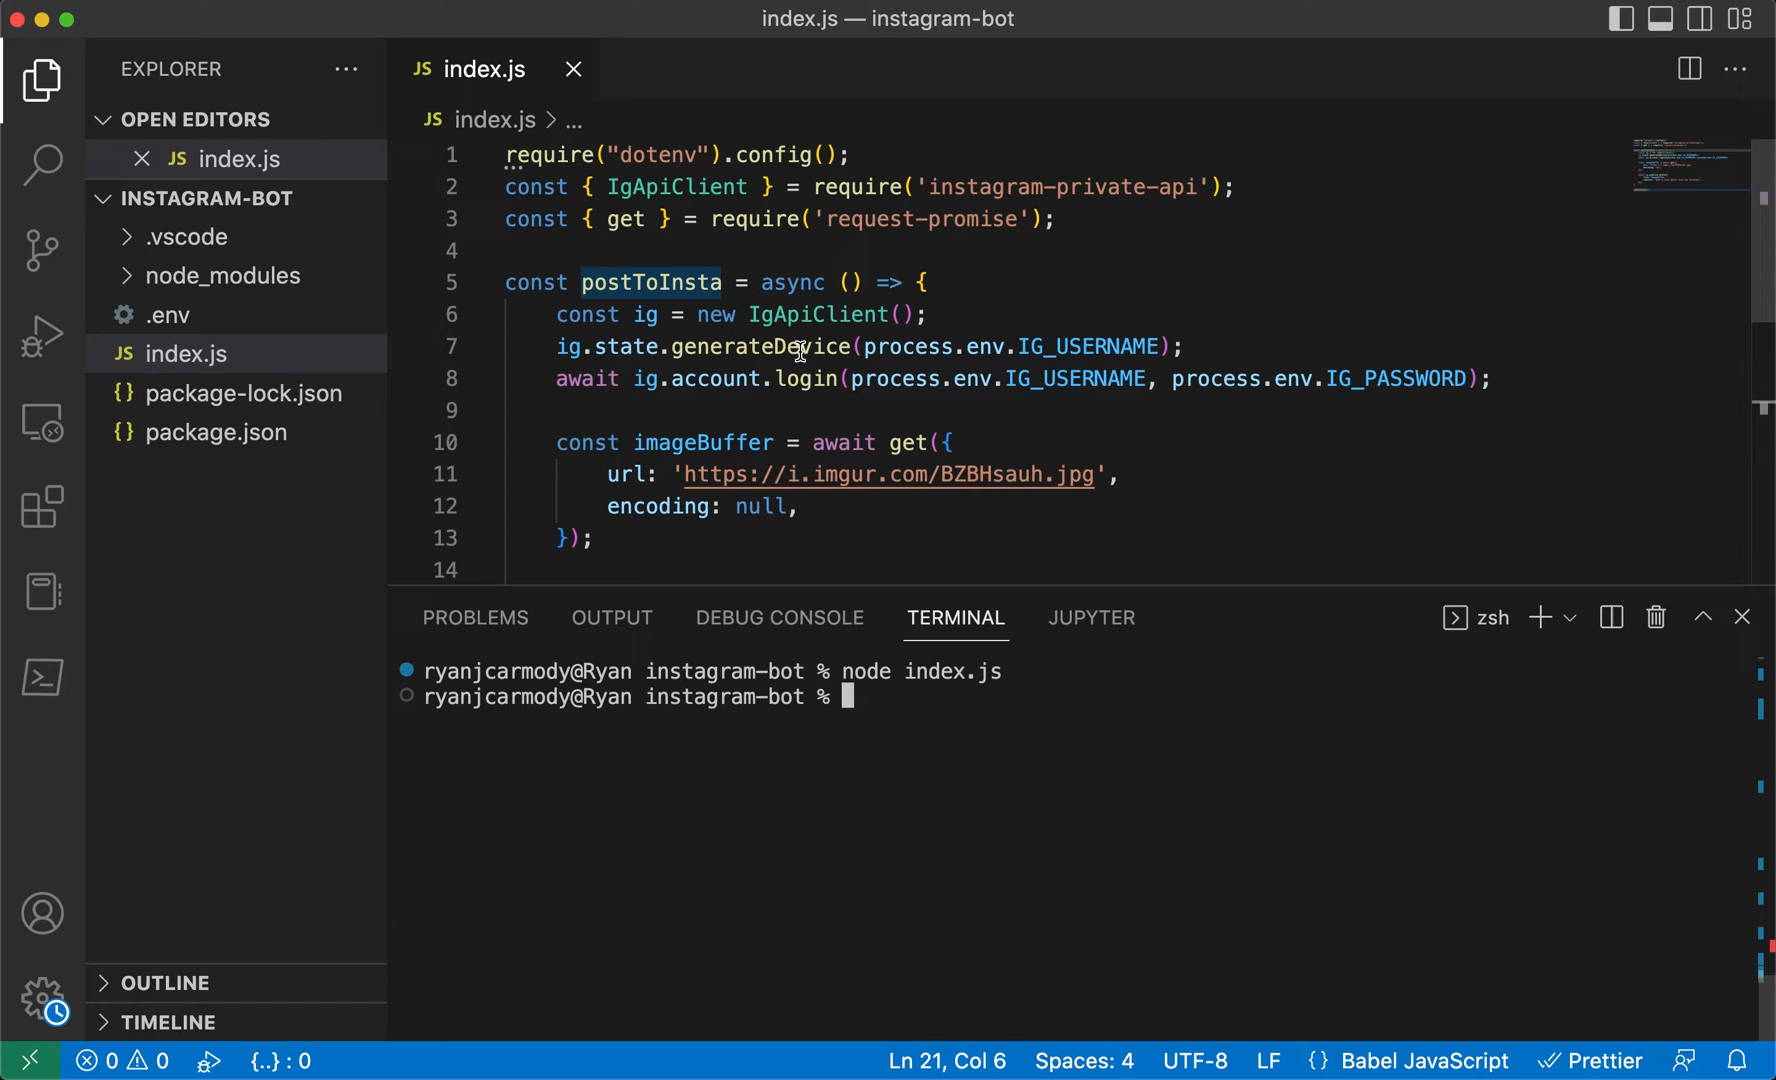 index.js — instagram-bot
EXPLORER
OPEN EDITORS
JS index.js
INSTAGRAM-BOT
.vscode
node_modules
.env
JS index.js
{} package-lock.json
{} package.json
OUTLINE
TIMELINE
JS index.js
JS index.js > ...
1 require("dotenv").config();
2 const { IgApiClient } = require('instagram-private-api');
3 const { get } = require('request-promise');
4
5 const postToInsta = async () => {
6 const ig = new IgApiClient();
7 ig.state.generateDevice(process.env.IG_USERNAME);
8 await ig.account.login(process.env.IG_USERNAME, process.env.IG_PASSWORD);
9
10 const imageBuffer = await get({
11 url: 'https://i.imgur.com/BZBHsauh.jpg',
12 encoding: null,
13 });
14
PROBLEMS OUTPUT DEBUG CONSOLE TERMINAL JUPYTER zsh
ryanjcarmody@Ryan instagram-bot % node index.js
ryanjcarmody@Ryan instagram-bot %
0 0 {..} : 0 Ln 21, Col 6 Spaces: 4 UTF-8 LF {} Babel JavaScript Prettier